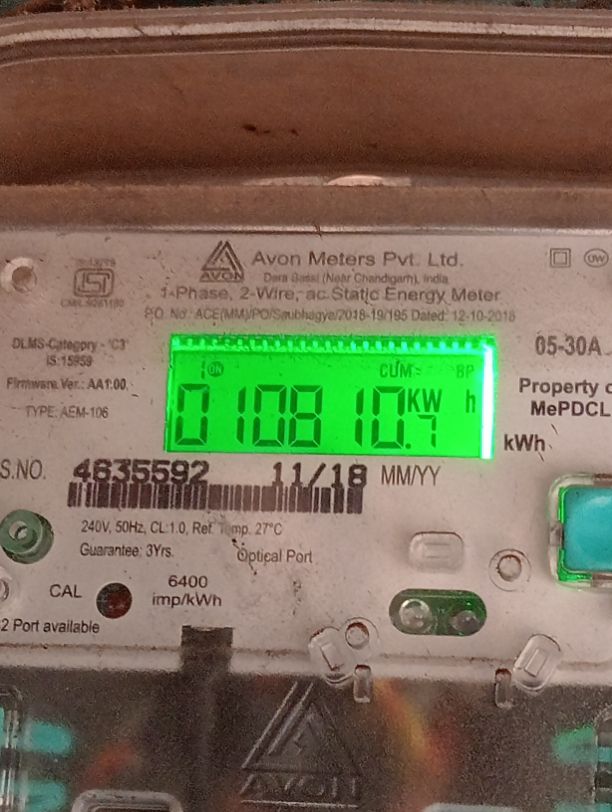 AVON
Avon Meters Pvt. Ltd.
Dera Bassi (Near Chandigarh), India
1-Phase, 2-Wire, ac Static Energy Meter
P.O. No.: ACE(MM)/PO/Saubhagya/2018-19/195 Dated: 12-10-2018
ISI
DLMS-Category - 'C3'
IS:15959
Firmware Ver.: AA1:00
TYPE: AEM-106
ON CUM BP
010810.7 KW h
05-30A
Property o
MePDCL
kWh
S.NO. 4635592 11/18 MM/YY
240V, 50Hz, CL:1.0, Ref. Temp. 27°C
Guarantee: 3Yrs. Optical Port
CAL
6400
imp/kWh
2 Port available
AVON